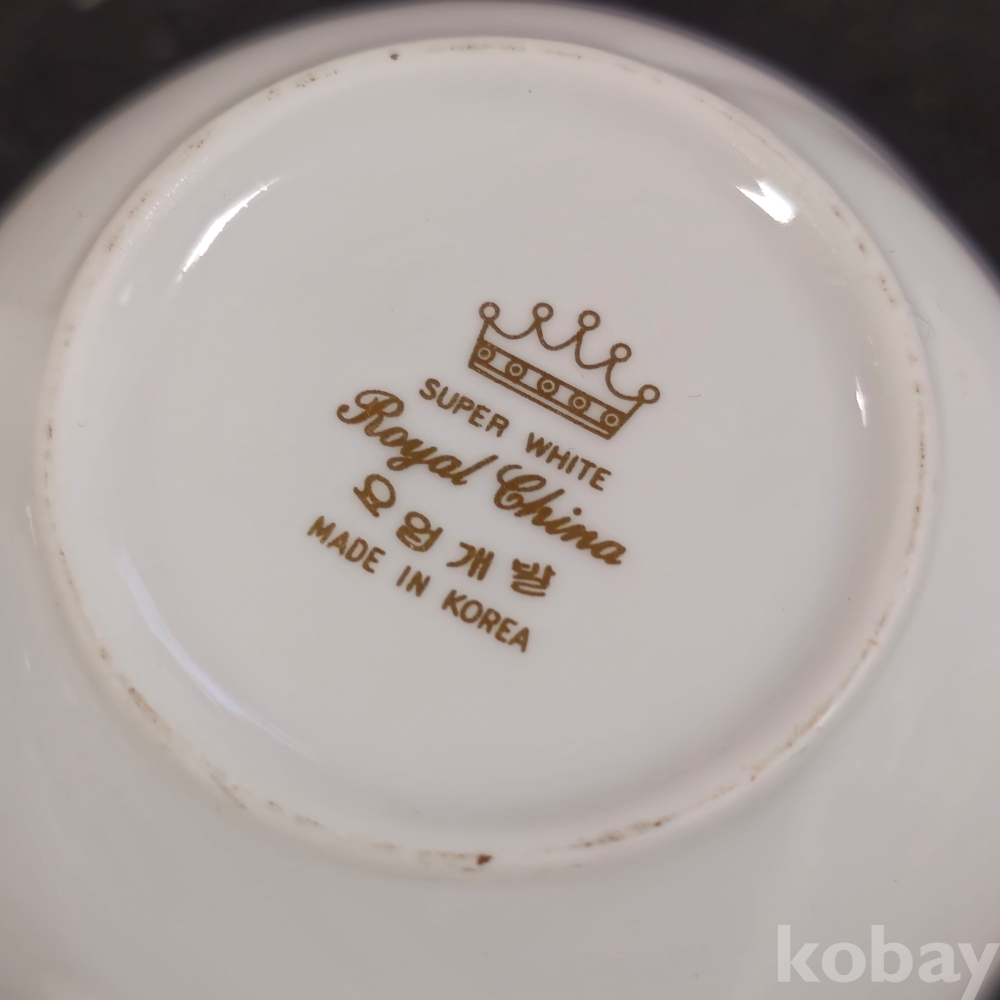 SUPER WHITE
Royal China
요업개발
MADE IN KOREA
kobay